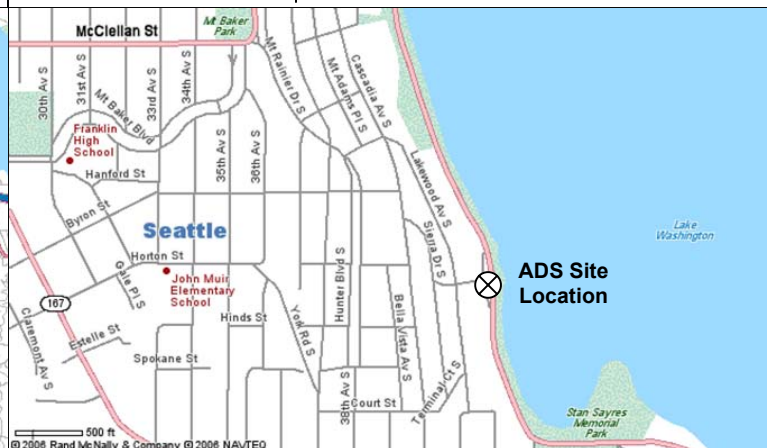 McClellan St
Mt Baker
Park
30th Av S
31st Av S
33rd Av S
34th Av S
Mt Rainier Dr S
Mt Adams Pl S
Cascadia Av S
Mt Baker Blvd
Franklin
High
School
35th Av S
36th Av S
Hanford St
Lakewood Av S
Byron St
Seattle
Sierra Dr S
Lake
Washington
Horton St
Gale Pl S
John Muir
Elementary
School
Hunter Blvd S
ADS Site
Location
167
Claremont Av S
Hinds St
York Rd S
Bella Vista Av S
Estelle St
Spokane St
38th Av S
Court St
Terminal Ct S
Stan Sayres
Memorial
Park
500 ft
© 2006 Rand McNally & Company © 2006 NAVTEQ